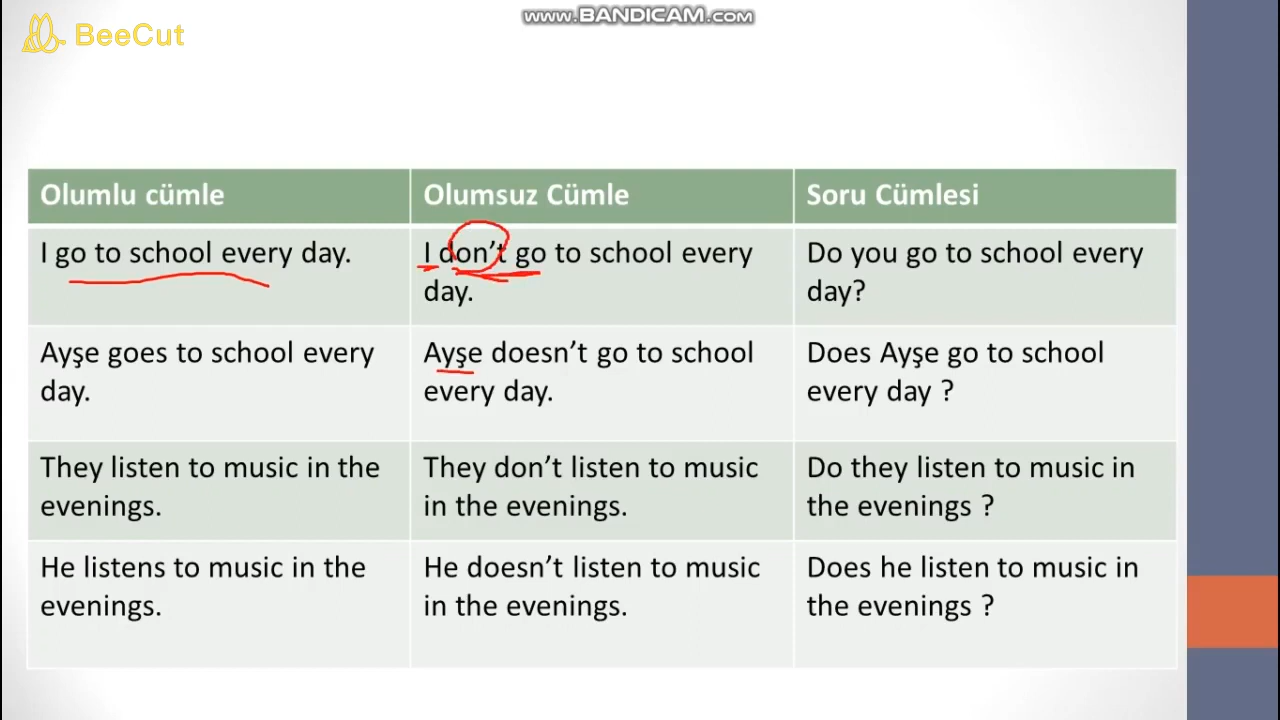 www.BANDICAM.com
BeeCut
Olumlu cümle
Olumsuz Cümle
Soru Cümlesi
I go to school every day.
I don't go to school every
day.
Do you go to school every
day?
Ayşe goes to school every
day.
Ayşe doesn't go to school
every day.
Does Ayşe go to school
every day ?
They listen to music in the
evenings.
They don't listen to music
in the evenings.
Do they listen to music in
the evenings ?
He listens to music in the
evenings.
He doesn't listen to music
in the evenings.
Does he listen to music in
the evenings ?